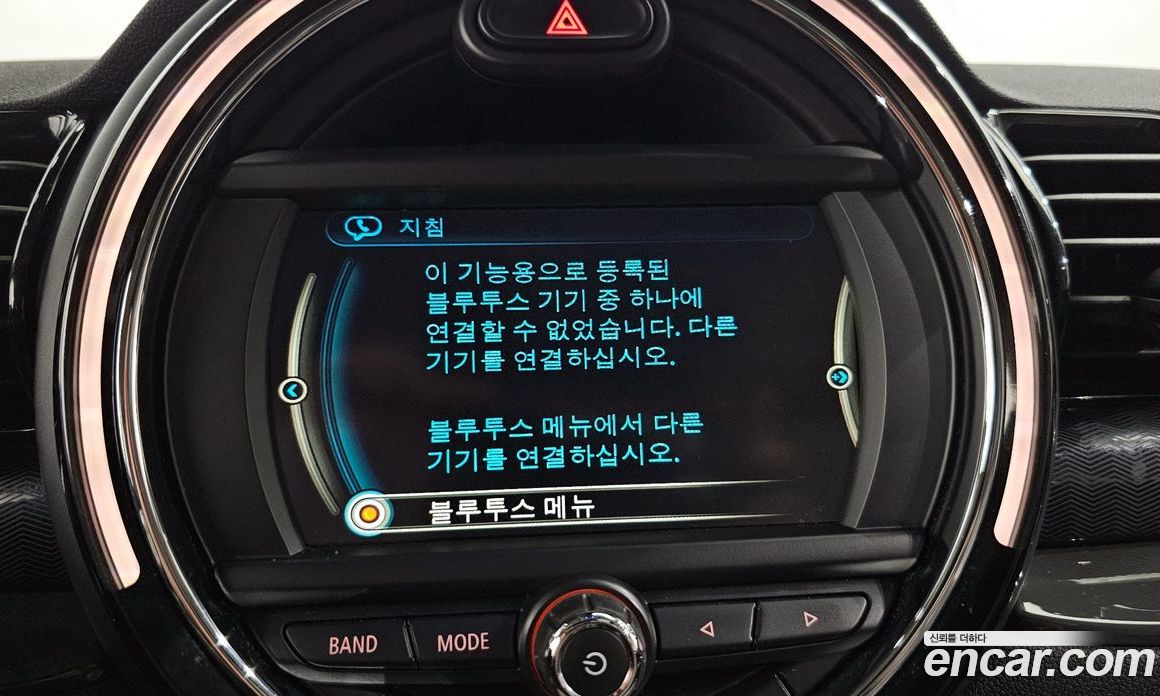 지침
이 기능용으로 등록된
블루투스 기기 중 하나에
연결할 수 없었습니다. 다른
기기를 연결하십시오.
블루투스 메뉴에서 다른
기기를 연결하십시오.
블루투스 메뉴
BAND
MODE
신뢰를 더하다
encar.com